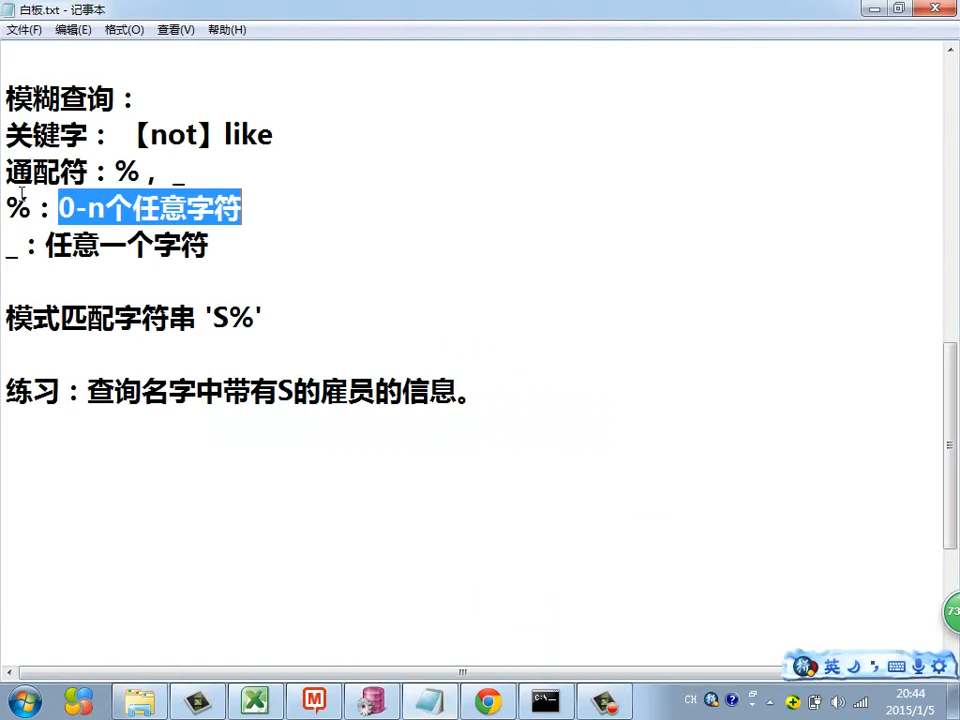 白板.txt - 记事本
文件(F) 编辑(E) 格式(O) 查看(V) 帮助(H)
模糊查询：
关键字： 【not】like
通配符：% ，_
%：0-n个任意字符
_：任意一个字符
模式匹配字符串 'S%'
练习：查询名字中带有S的雇员的信息。
73
英
CH
20:44
2015/1/5